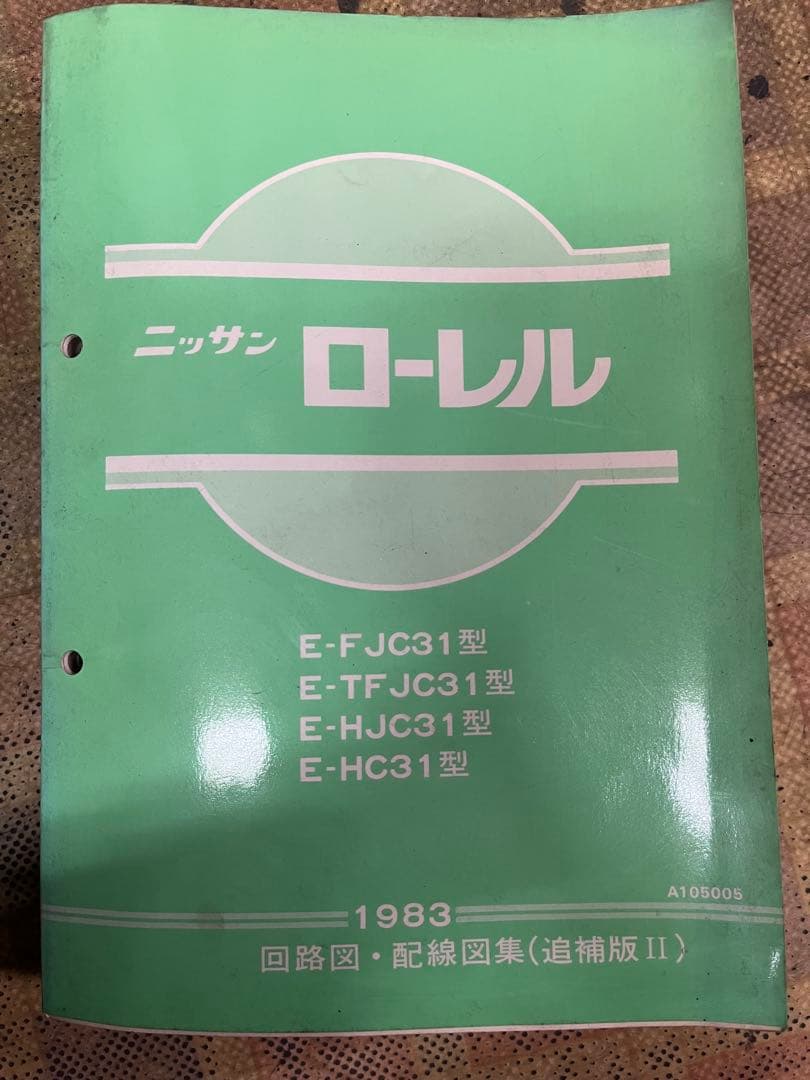 ニッサン ローレル
E-FJC31型
E-TFJC31型
E-HJC31型
E-HC31型
A105005
1983
回路図・配線図集(追補版II)